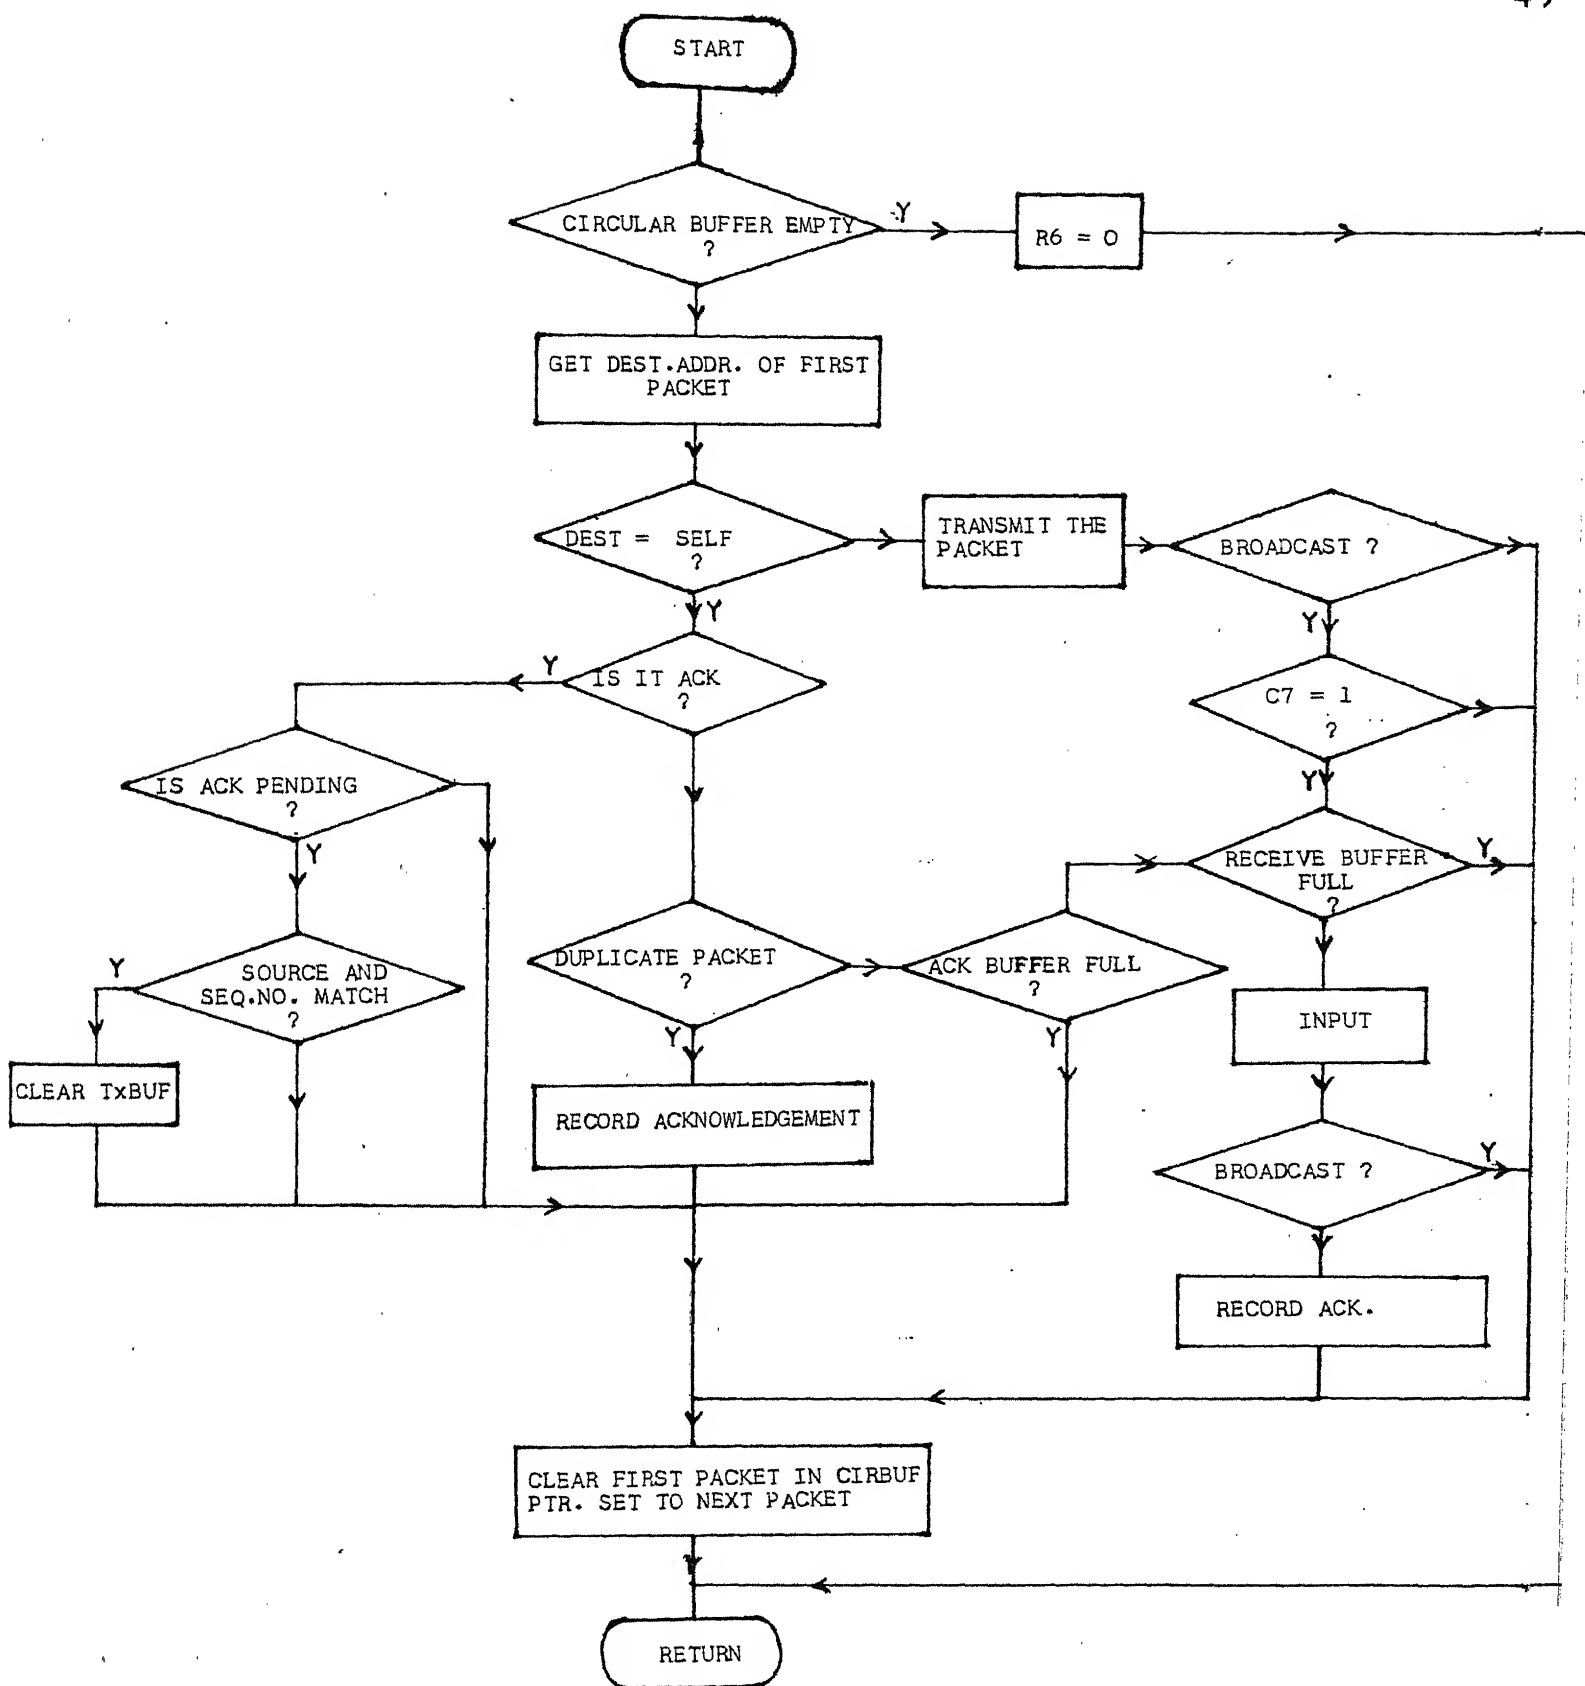 START
CIRCULAR BUFFER EMPTY
?
Y
R6 = 0
GET DEST.ADDR. OF FIRST
PACKET
DEST = SELF
?
Y
TRANSMIT THE
PACKET
BROADCAST ?
Y
IS IT ACK
?
Y
C7 = 1
?
Y
IS ACK PENDING
?
Y
RECEIVE BUFFER
FULL
?
Y
SOURCE AND
SEQ.NO. MATCH
?
Y
DUPLICATE PACKET
?
Y
ACK BUFFER FULL
?
Y
INPUT
CLEAR TxBUF
RECORD ACKNOWLEDGEMENT
BROADCAST ?
Y
RECORD ACK.
CLEAR FIRST PACKET IN CIRBUF
PTR. SET TO NEXT PACKET
RETURN